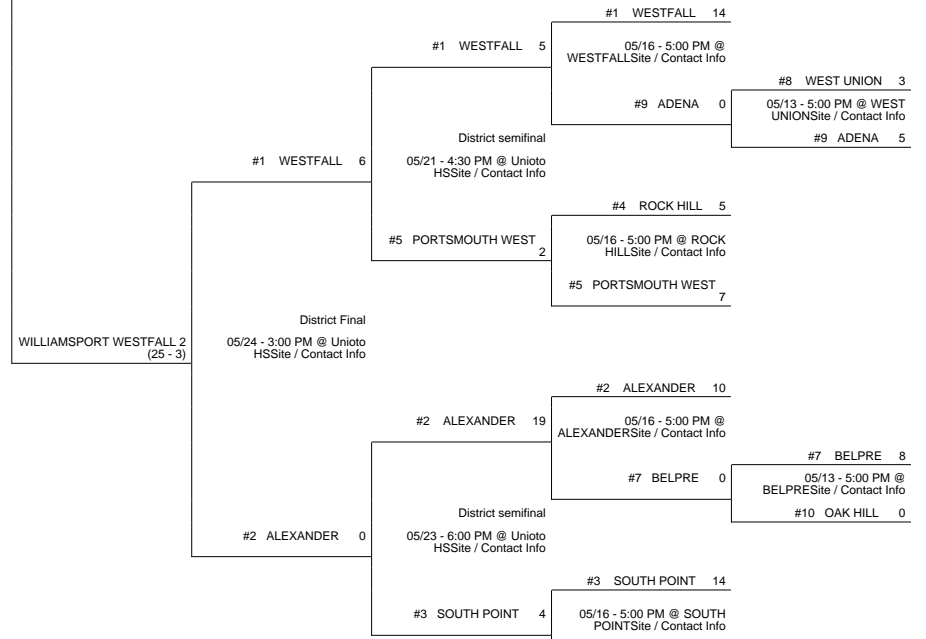 #1 WESTFALL 14
#1 WESTFALL 5
05/16 - 5:00 PM @
WESTFALLSite / Contact Info
#8 WEST UNION 3
#9 ADENA 0
05/13 - 5:00 PM @ WEST
UNIONSite / Contact Info
#9 ADENA 5
District semifinal
#1 WESTFALL 6
05/21 - 4:30 PM @ Unioto
HSSite / Contact Info
#4 ROCK HILL 5
#5 PORTSMOUTH WEST
2
05/16 - 5:00 PM @ ROCK
HILLSite / Contact Info
#5 PORTSMOUTH WEST
7
District Final
WILLIAMSPORT WESTFALL 2
(25 - 3)
05/24 - 3:00 PM @ Unioto
HSSite / Contact Info
#2 ALEXANDER 10
#2 ALEXANDER 19
05/16 - 5:00 PM @
ALEXANDERSite / Contact Info
#7 BELPRE 8
#7 BELPRE 0
05/13 - 5:00 PM @
BELPRESite / Contact Info
#10 OAK HILL 0
District semifinal
#2 ALEXANDER 0
05/23 - 6:00 PM @ Unioto
HSSite / Contact Info
#3 SOUTH POINT 14
#3 SOUTH POINT 4
05/16 - 5:00 PM @ SOUTH
POINTSite / Contact Info